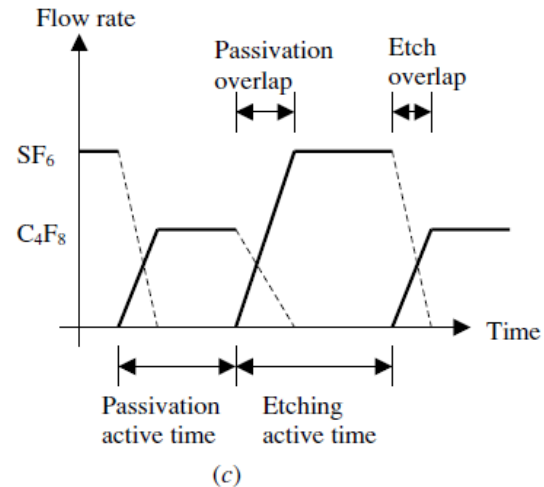 Flow rate
Passivation
overlap
Etch
overlap
SF6
C4F8
Time
Passivation
active time
Etching
active time
(c)